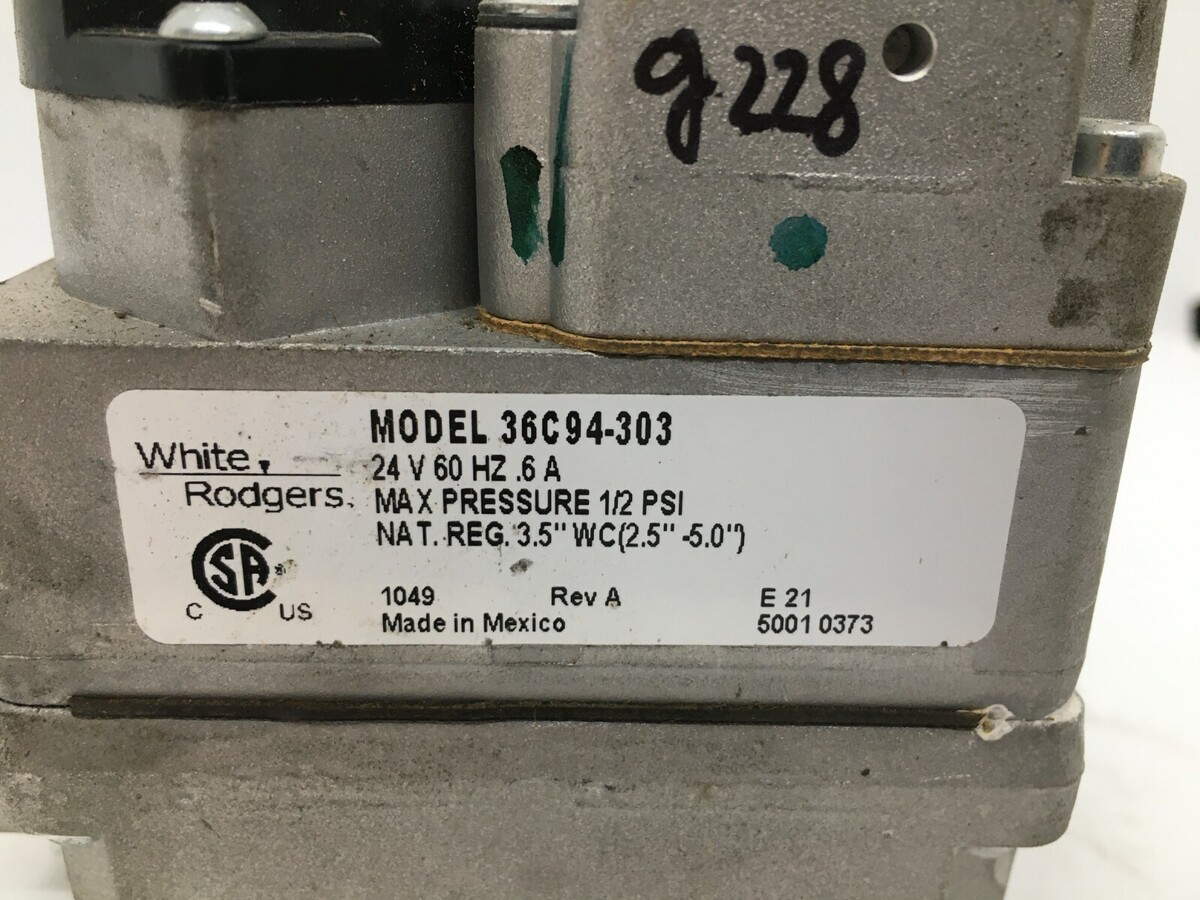 g228
MODEL 36C94-303
White
Rodgers
24 V 60 HZ .6 A
MAX PRESSURE 1/2 PSI
NAT. REG. 3.5" WC(2.5" -5.0")
CSA
C US
1049 Rev A E 21
Made in Mexico 5001 0373